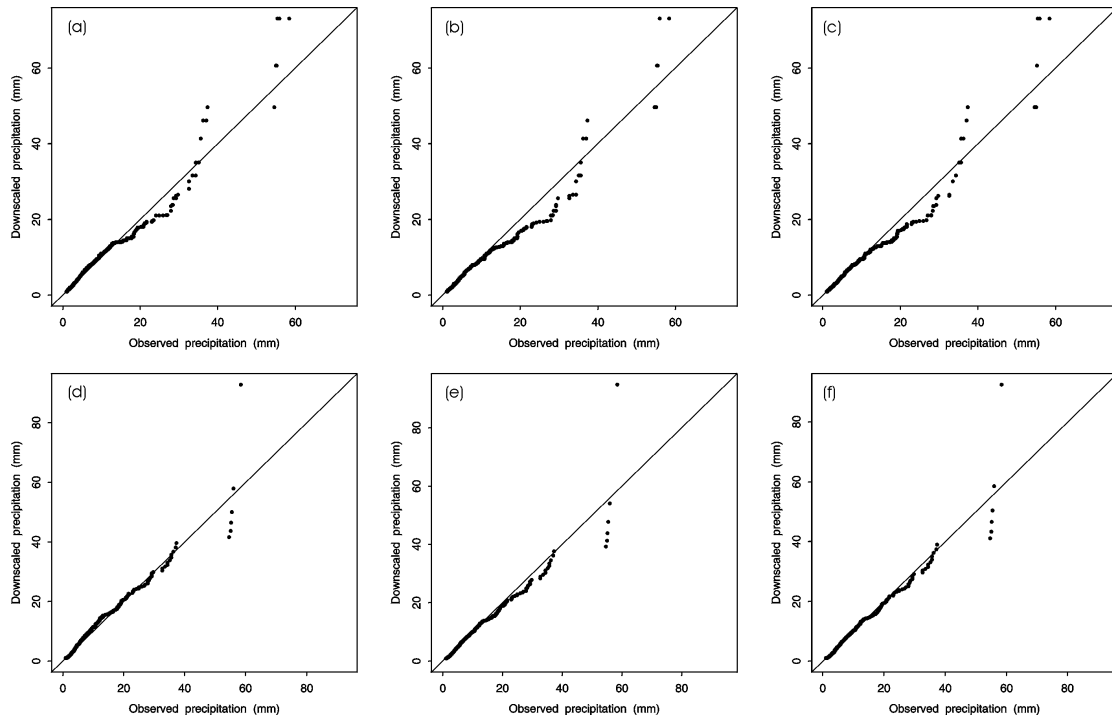 (a)
Downscaled precipitation (mm)
60
40
20
0
0 20 40 60
Observed precipitation (mm)
(b)
Downscaled precipitation (mm)
60
40
20
0
0 20 40 60
Observed precipitation (mm)
(c)
Downscaled precipitation (mm)
60
40
20
0
0 20 40 60
Observed precipitation (mm)
(d)
Downscaled precipitation (mm)
80
60
40
20
0
0 20 40 60 80
Observed precipitation (mm)
(e)
Downscaled precipitation (mm)
80
60
40
20
0
0 20 40 60 80
Observed precipitation (mm)
(f)
Downscaled precipitation (mm)
80
60
40
20
0
0 20 40 60 80
Observed precipitation (mm)